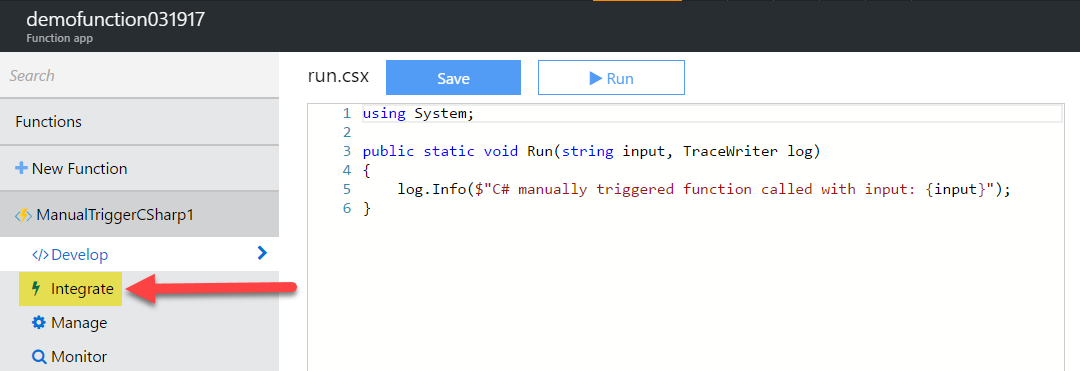 demofunction031917
Function app
Search
Functions
New Function
ManualTriggerCSharp1
</>Develop
Integrate
Manage
Monitor
run.csx
Save
Run
1 using System;
2
3 public static void Run(string input, TraceWriter log)
4 {
5     log.Info($"C# manually triggered function called with input: {input}");
6 }